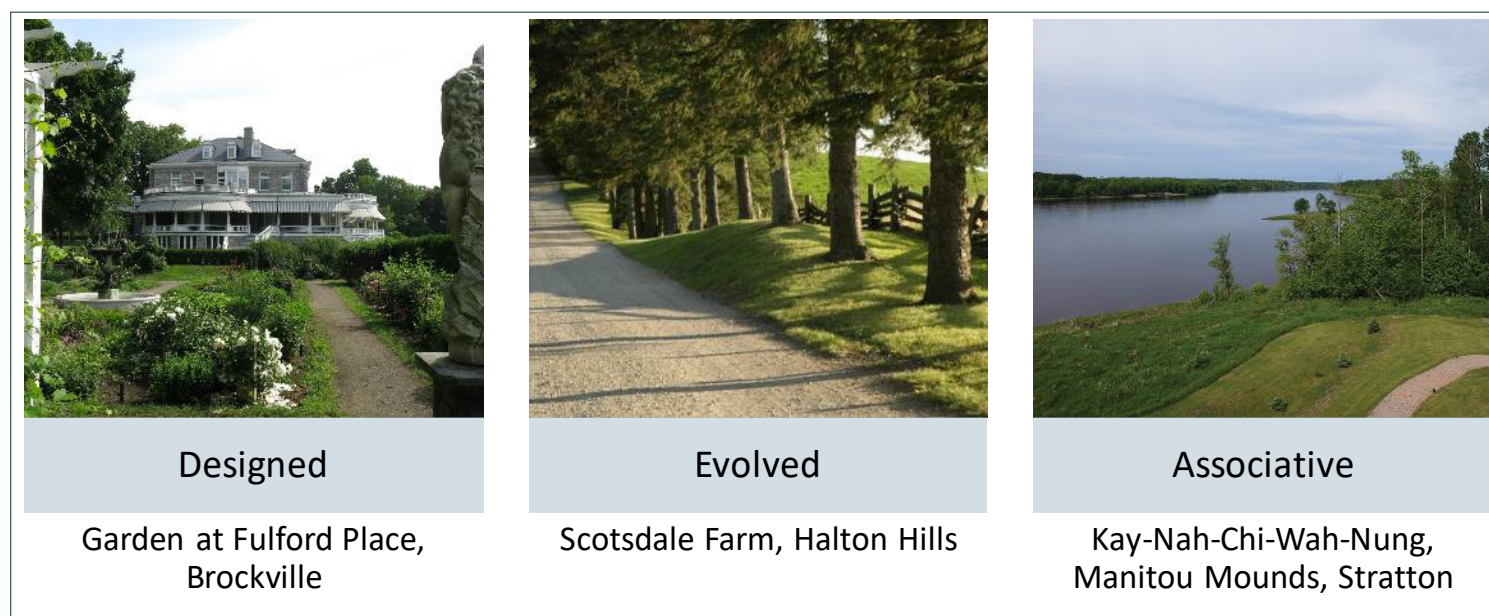 Designed
Garden at Fulford Place,
Brockville
Evolved
Scotsdale Farm, Halton Hills
Associative
Kay-Nah-Chi-Wah-Nung,
Manitou Mounds, Stratton